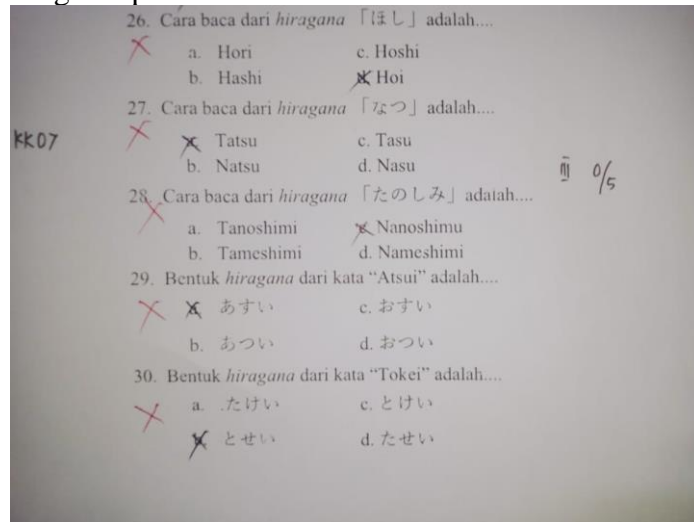 26. Cara baca dari hiragana 「ほし」 adalah....
a. Hori c. Hoshi
b. Hashi Hoi
27. Cara baca dari hiragana 「なつ」 adalah....
Tatsu c. Tasu
KK07
b. Natsu d. Nasu
0/5
28. Cara baca dari hiragana 「たのしみ」 adalah....
a. Tanoshimi Nanoshimu
b. Tameshimi d. Nameshimi
29. Bentuk hiragana dari kata “Atsui” adalah....
あすい c. おすい
b. あつい d. おつい
30. Bentuk hiragana dari kata “Tokei” adalah....
a. .たけい c. とけい
とせい d. たせい